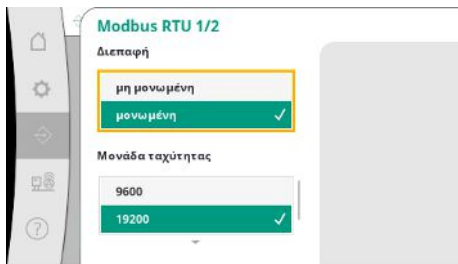 Modbus RTU 1/2
Διεπαφή
μη μονωμένη
μονωμένη
Μονάδα ταχύτητας
9600
19200
?